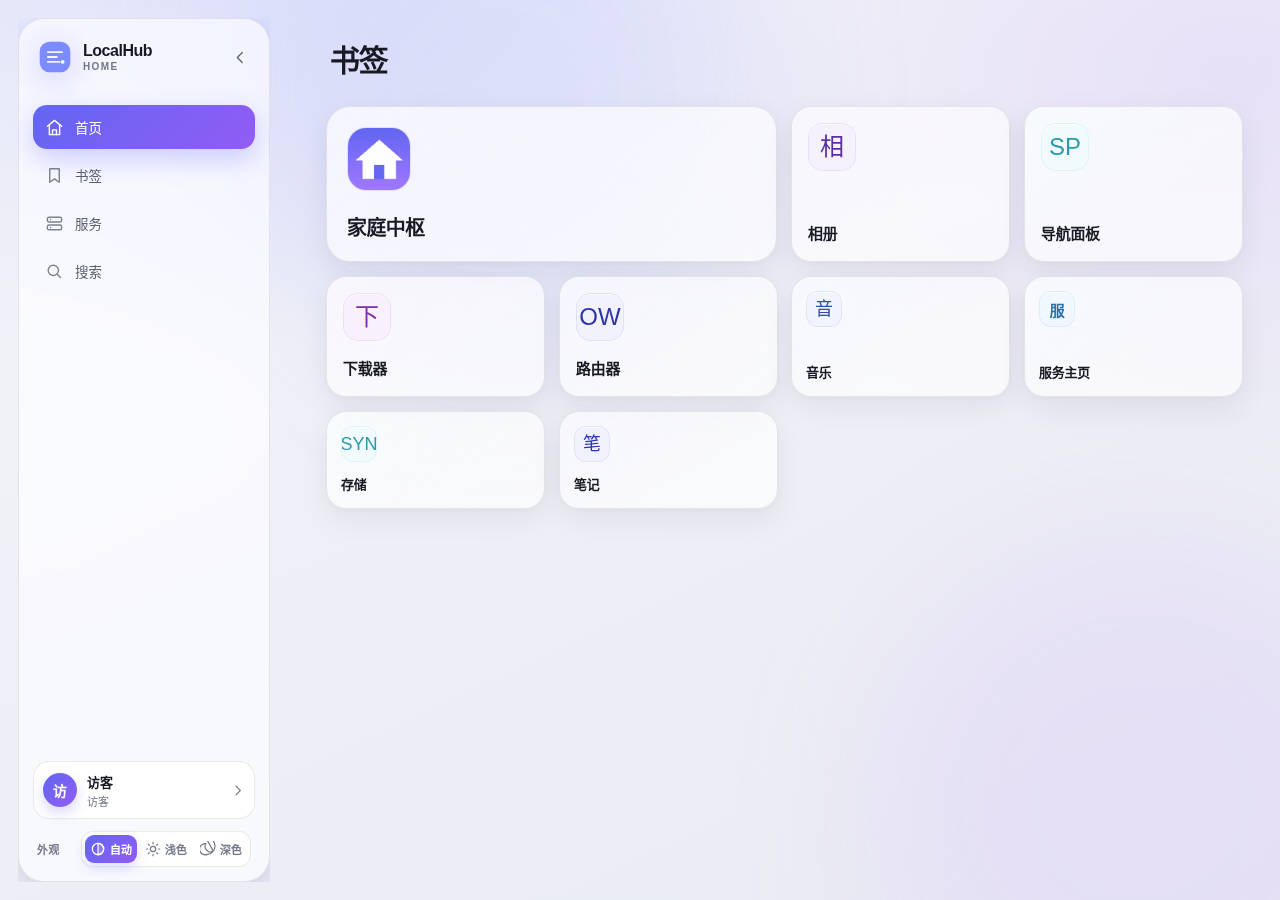 LocalHub
HOME
首页
书签
服务
搜索
访
访客
访客
外观
自动
浅色
深色
书签
家庭中枢
相
相册
SP
导航面板
下
下载器
OW
路由器
音
音乐
服
服务主页
SYN
存储
笔
笔记